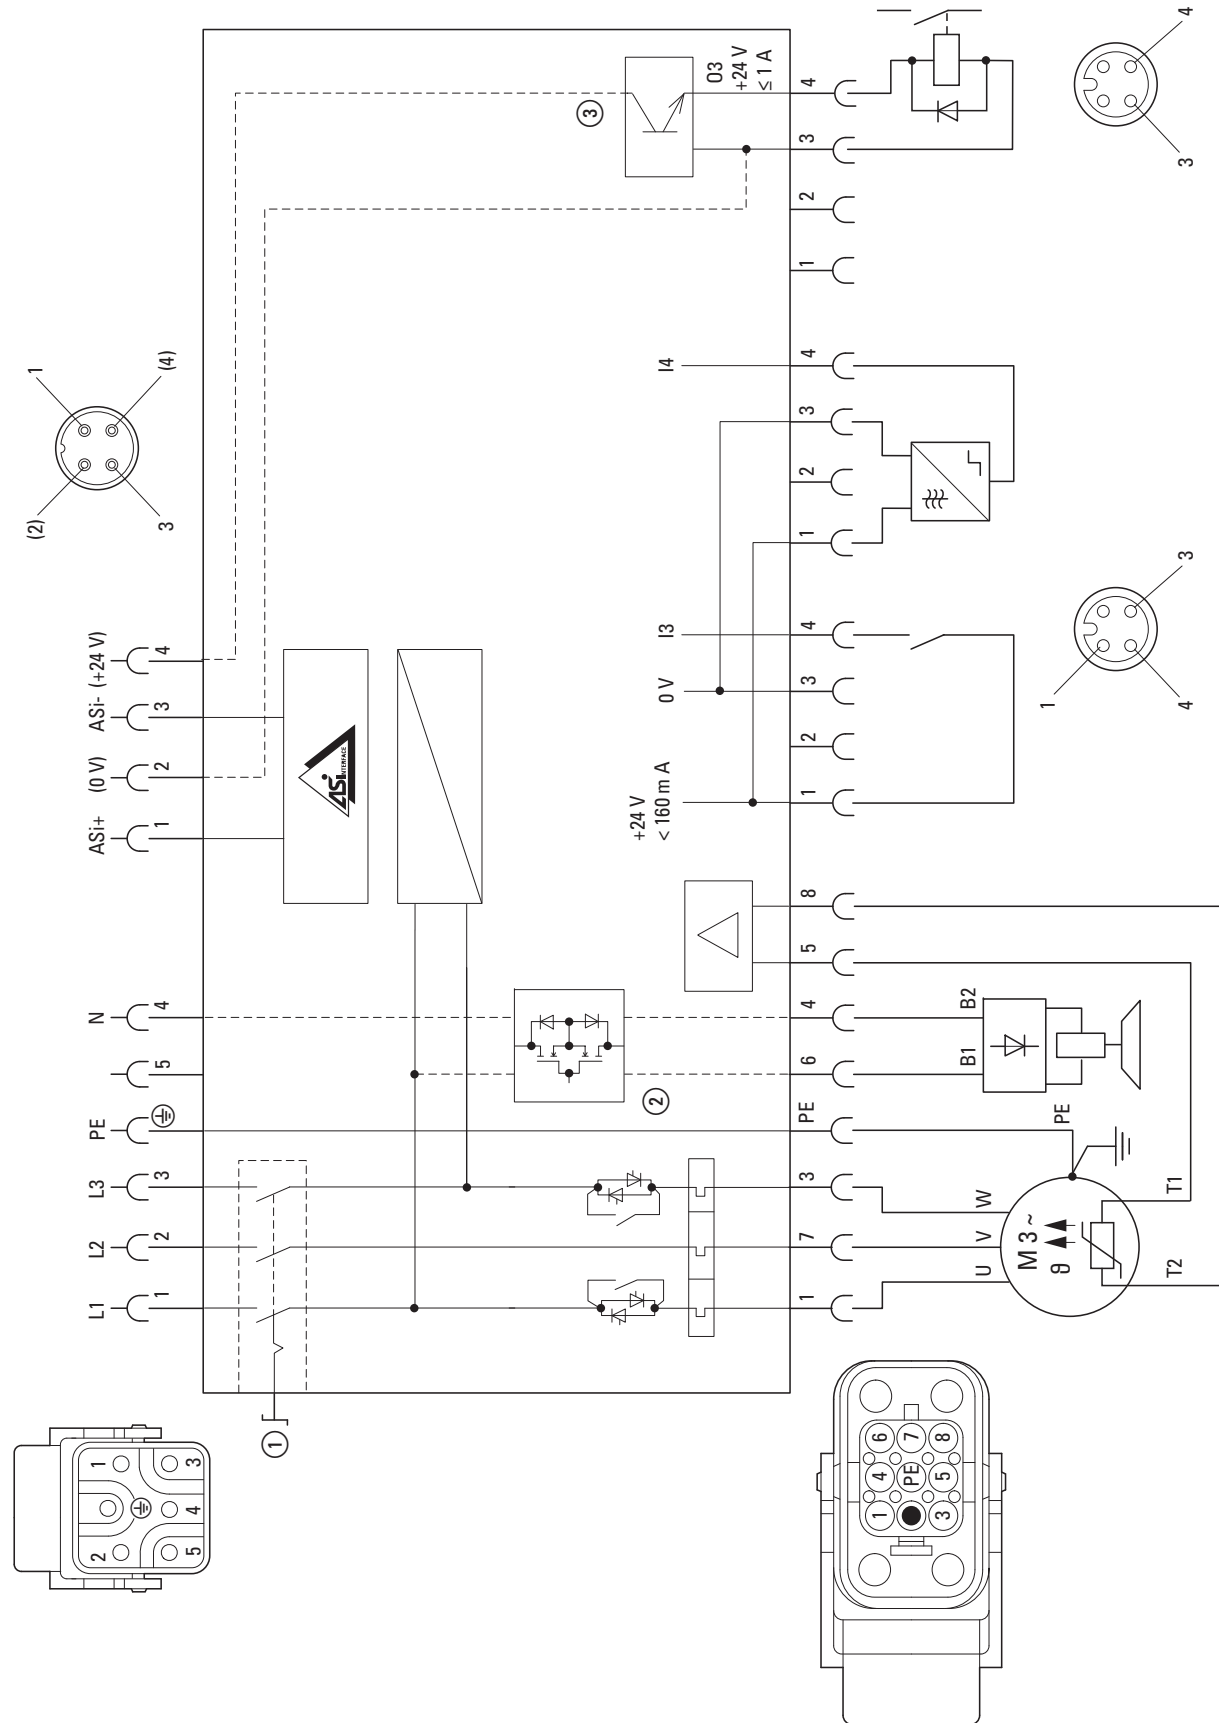 L1
L2
L3
PE
N
ASi+
(0 V)
ASi-
(+24 V)
1
2
3
5
4
1
2
3
4
1
(2)
3
(4)
1
2
3
4
5
1
2
3
ASi
INTERFACE
+24 V
< 160 m A
0 V
I3
I4
O3
+24 V
≤ 1 A
1
7
3
PE
6
4
5
8
1
2
3
4
1
2
3
4
1
2
3
4
U
V
W
PE
B1
B2
M 3 ~
ϑ
T1
T2
1
4
6
PE
7
3
5
8
1
3
4
3
4